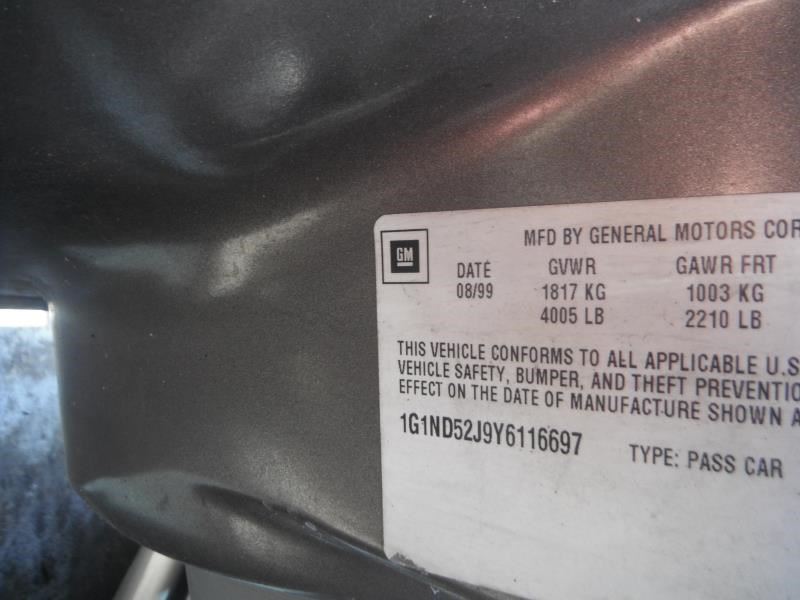 GM
MFD BY GENERAL MOTORS COR
DATE GVWR GAWR FRT
08/99 1817 KG 1003 KG
4005 LB 2210 LB
THIS VEHICLE CONFORMS TO ALL APPLICABLE U.S
VEHICLE SAFETY, BUMPER, AND THEFT PREVENTIO
EFFECT ON THE DATE OF MANUFACTURE SHOWN A
1G1ND52J9Y6116697 TYPE: PASS CAR